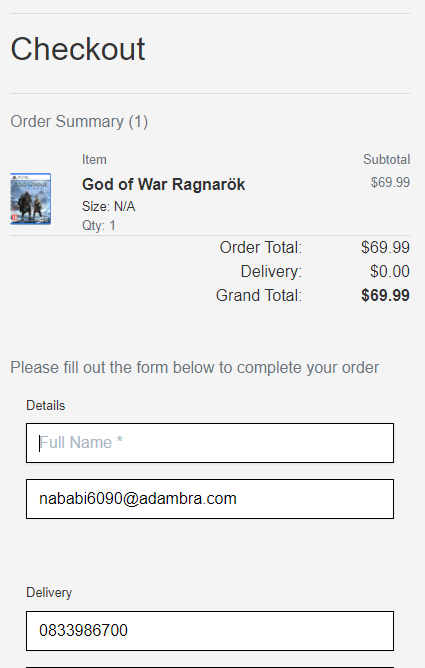 Checkout
Order Summary (1)
Item Subtotal
God of War Ragnarök $69.99
Size: N/A
Qty: 1
Order Total: $69.99
Delivery: $0.00
Grand Total: $69.99
Please fill out the form below to complete your order
Details
Full Name *
nababi6090@adambra.com
Delivery
0833986700